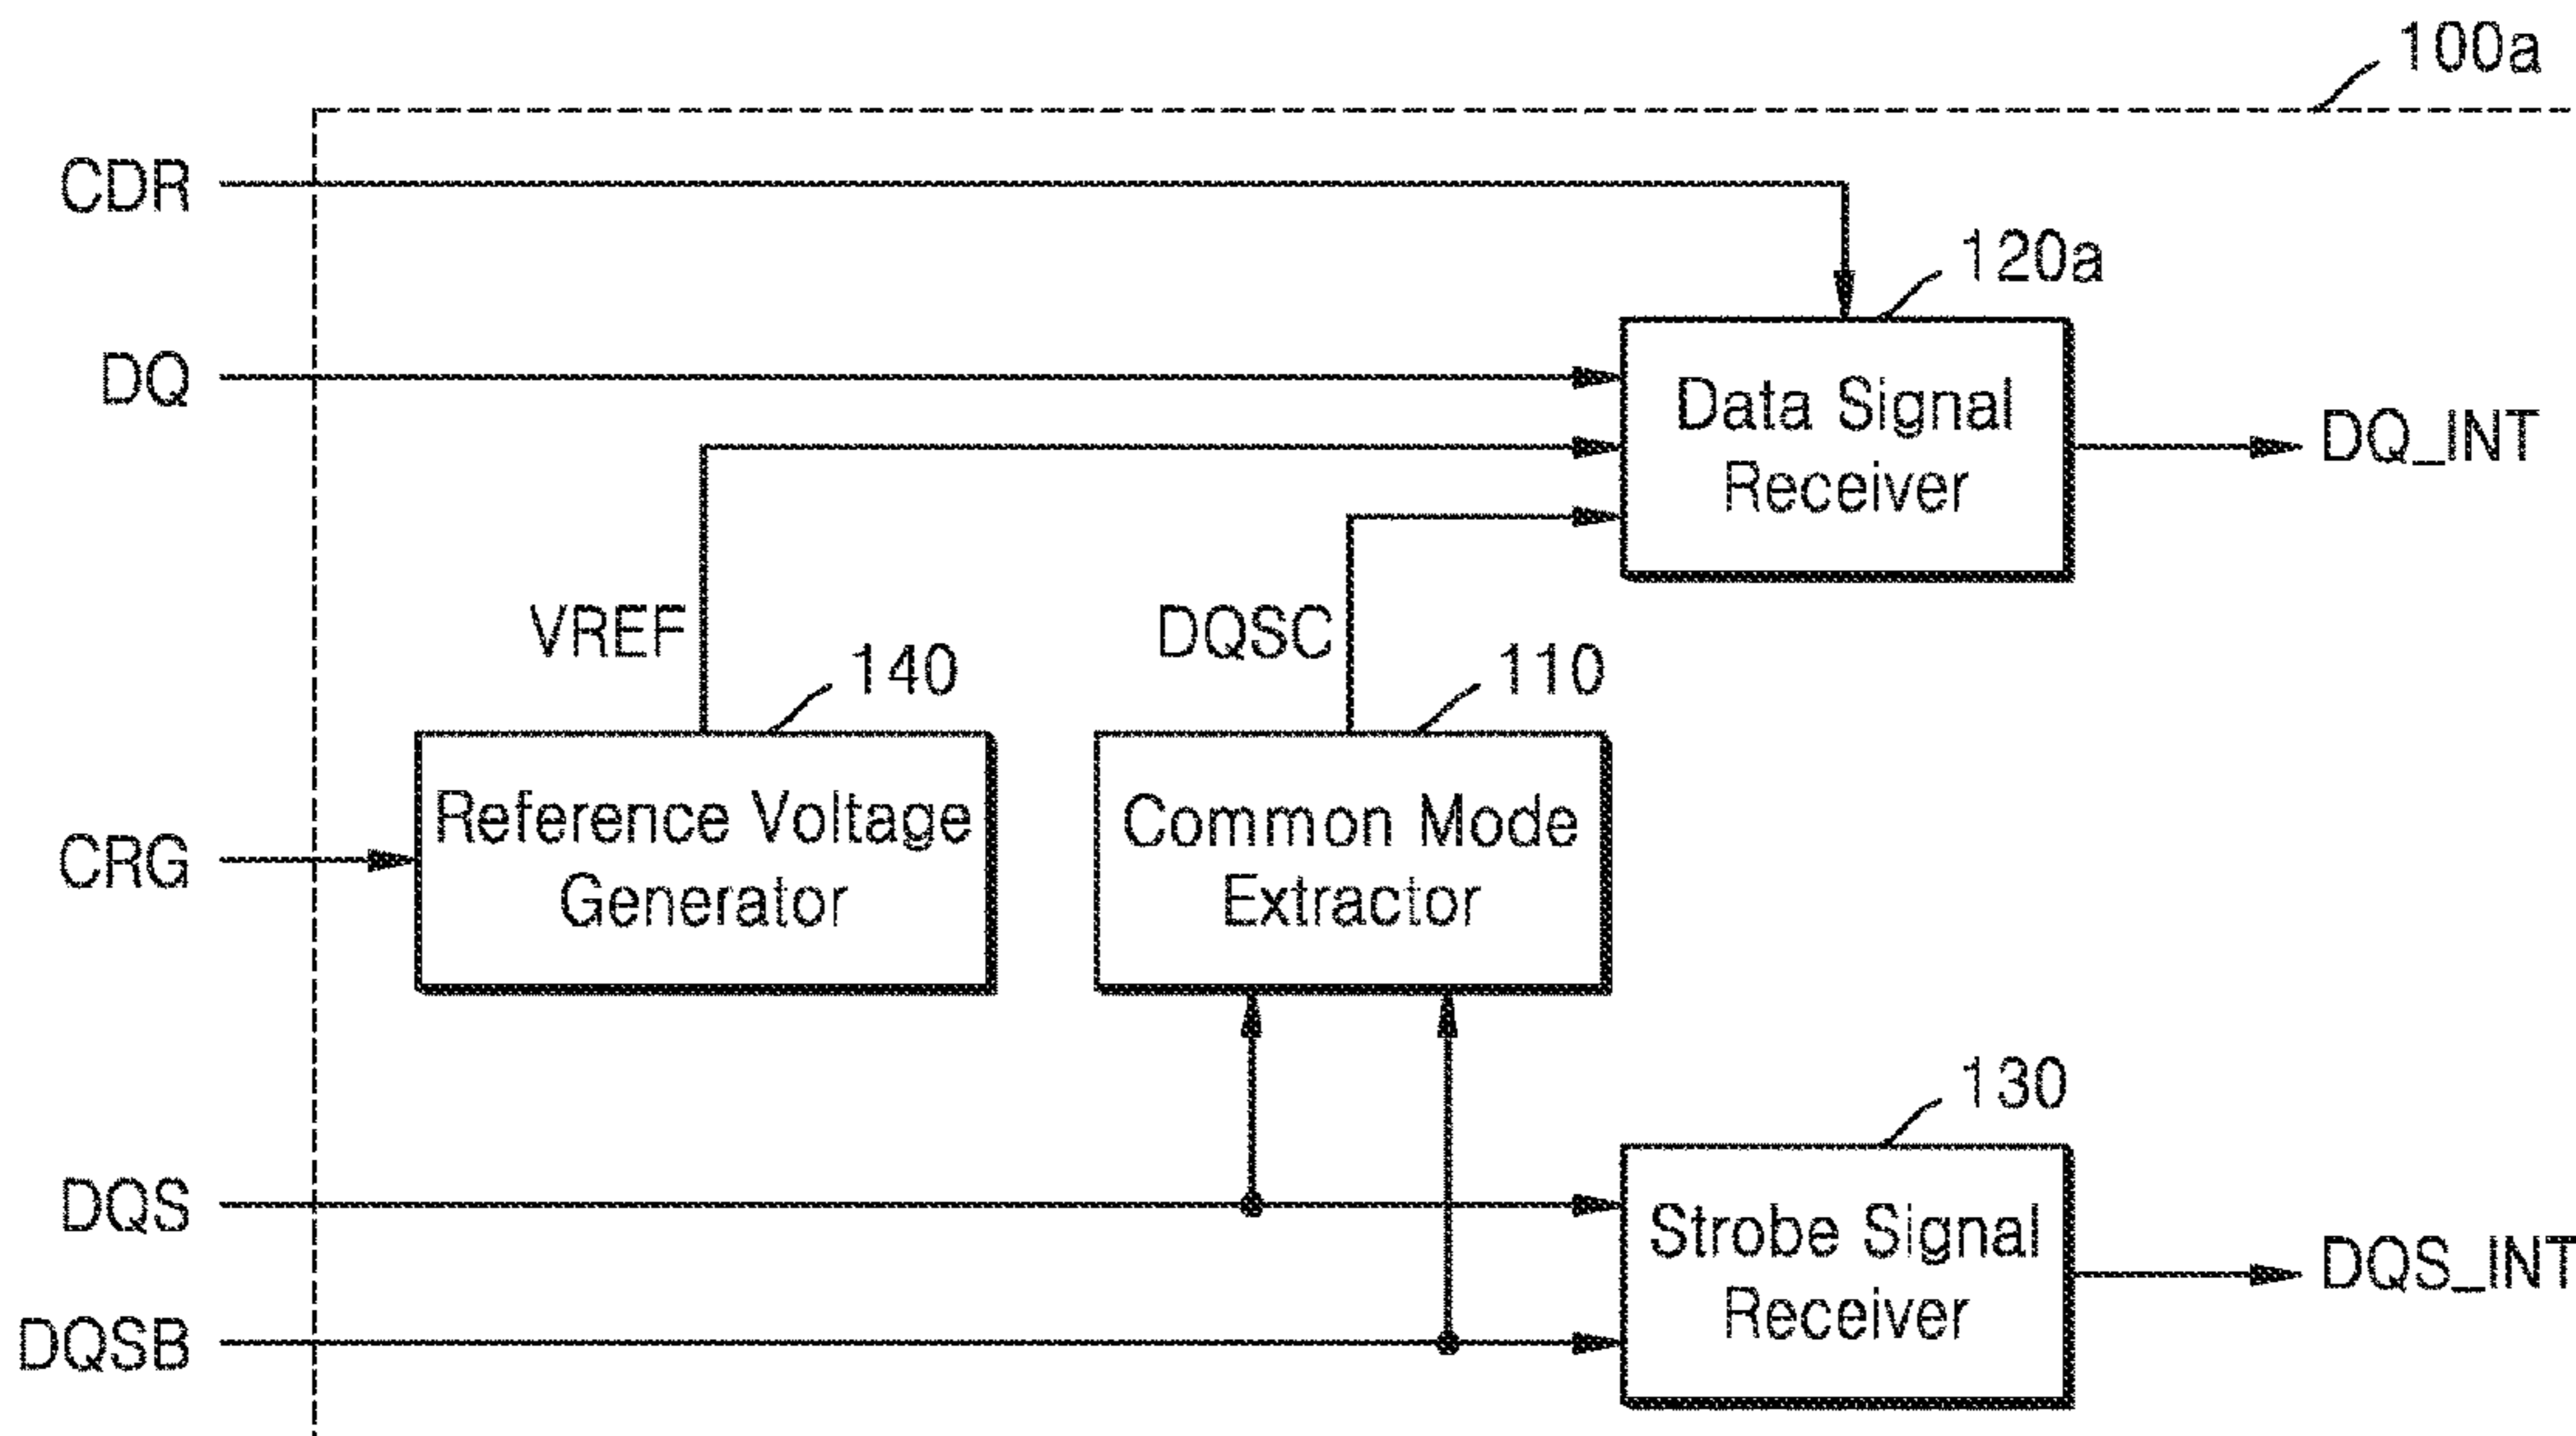 100a
CDR
120a
DQ
Data Signal
Receiver
DQ_INT
VREF
DQSC
140
110
Reference Voltage
Generator
Common Mode
Extractor
CRG
130
DQS
Strobe Signal
Receiver
DQS_INT
DQSB